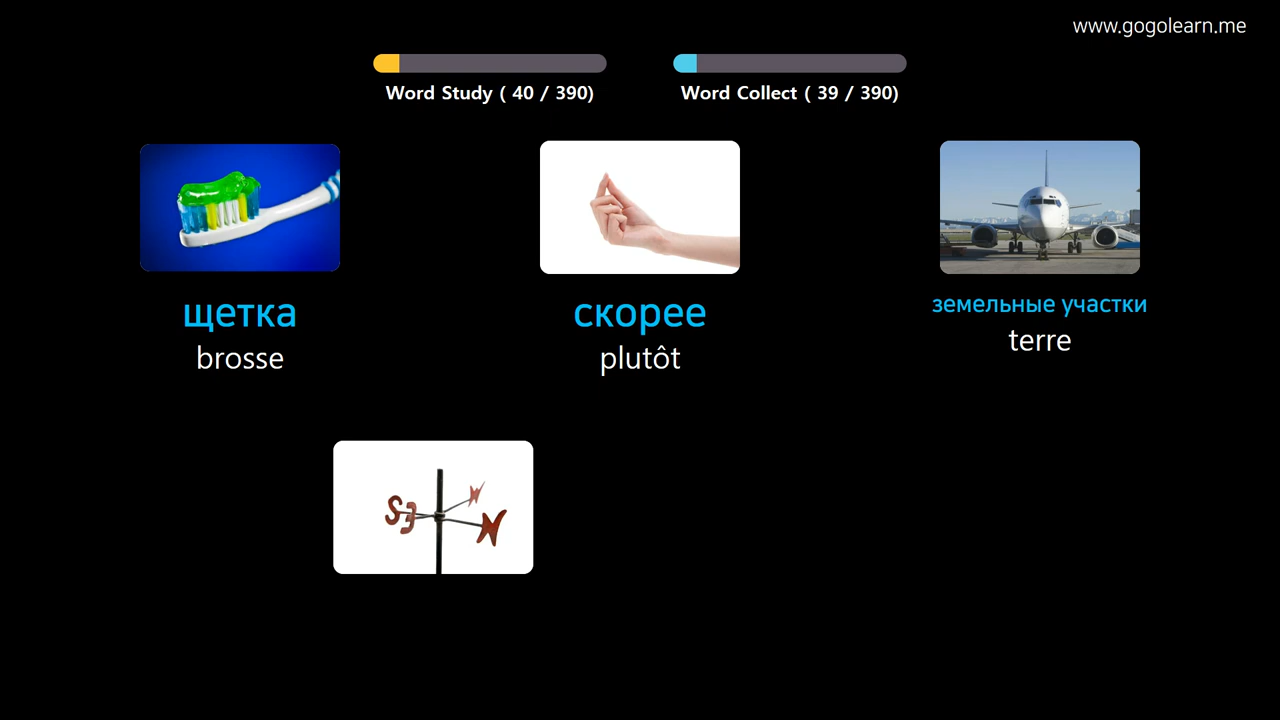 www.gogolearn.me
Word Study ( 40 / 390)
Word Collect ( 39 / 390)
щетка
brosse
скорее
plutôt
земельные участки
terre